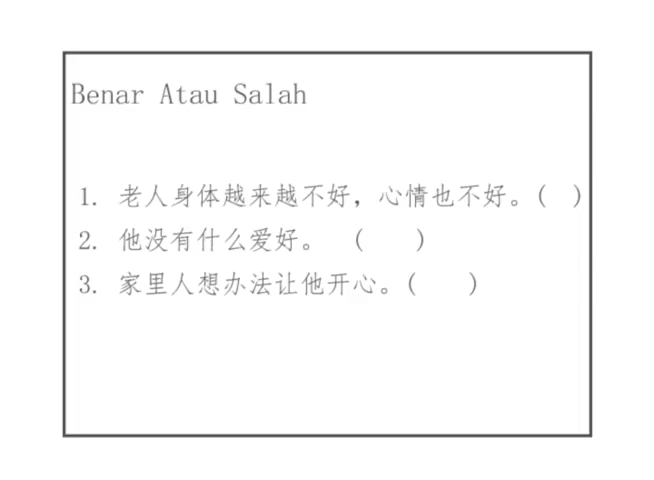 Benar Atau Salah
1. 老人身体越来越不好，心情也不好。( )
2. 他没有什么爱好。 ( )
3. 家里人想办法让他开心。( )